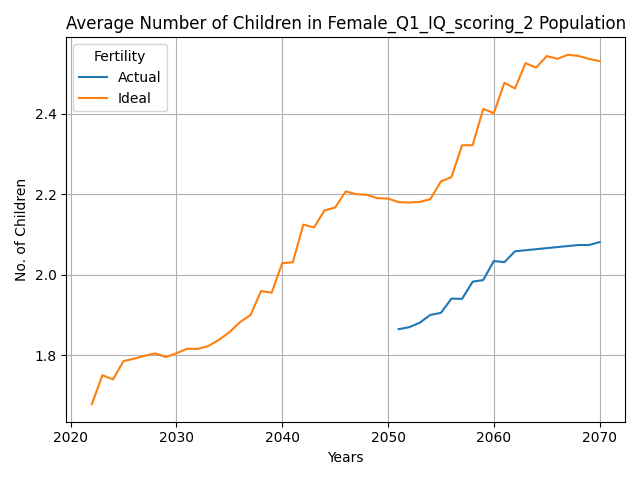 Average Number of Children in Female_Q1_IQ_scoring_2 Population
Fertility
Actual
Ideal
No. of Children
2.4
2.2
2.0
1.8
2020 2030 2040 2050 2060 2070
Years